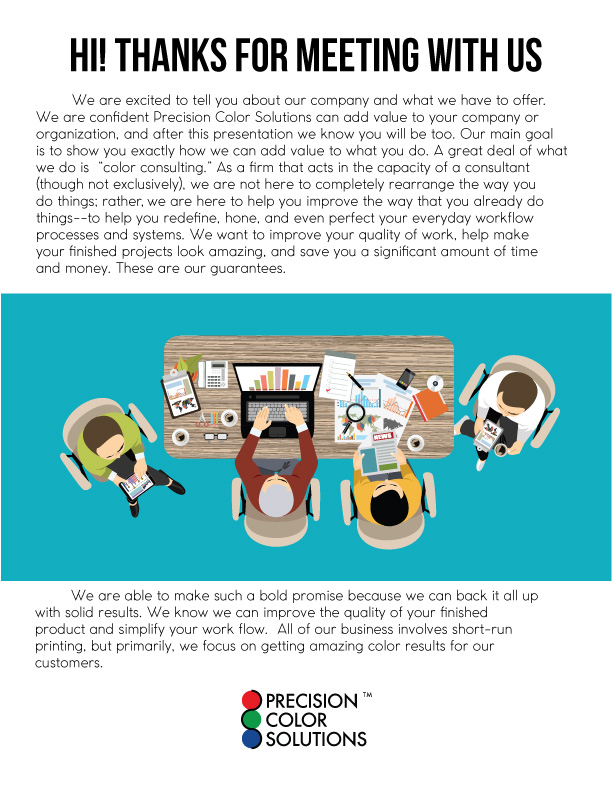 HI! THANKS FOR MEETING WITH US
We are excited to tell you about our company and what we have to offer.
We are confident Precision Color Solutions can add value to your company or
organization, and after this presentation we know you will be too. Our main goal
is to show you exactly how we can add value to what you do. A great deal of what
we do is "color consulting." As a firm that acts in the capacity of a consultant
(though not exclusively), we are not here to completely rearrange the way you
do things; rather, we are here to help you improve the way that you already do
things--to help you redefine, hone, and even perfect your everyday workflow
processes and systems. We want to improve your quality of work, help make
your finished projects look amazing, and save you a significant amount of time
and money. These are our guarantees.
NEWS
We are able to make such a bold promise because we can back it all up
with solid results. We know we can improve the quality of your finished
product and simplify your work flow. All of our business involves short-run
printing, but primarily, we focus on getting amazing color results for our
customers.
PRECISION ™
COLOR
SOLUTIONS